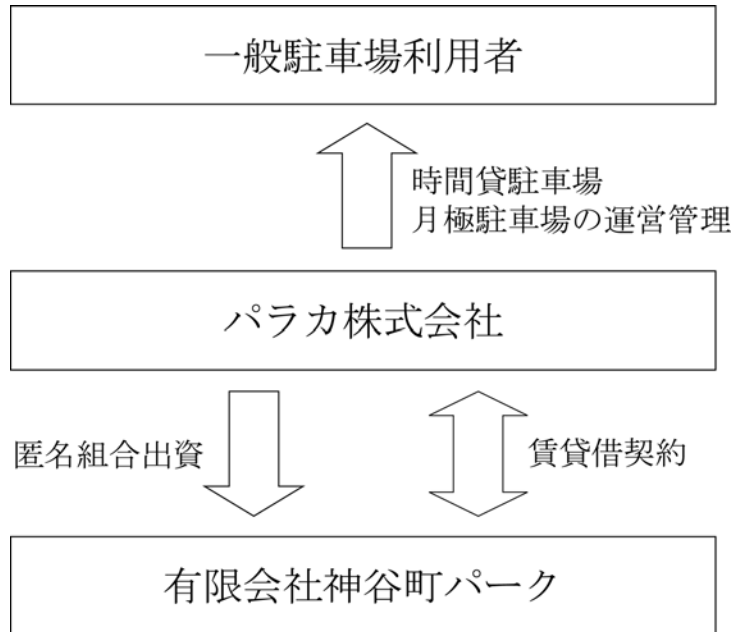 一般駐車場利用者
時間貸駐車場
月極駐車場の運営管理
パラカ株式会社
匿名組合出資
賃貸借契約
有限会社神谷町パーク